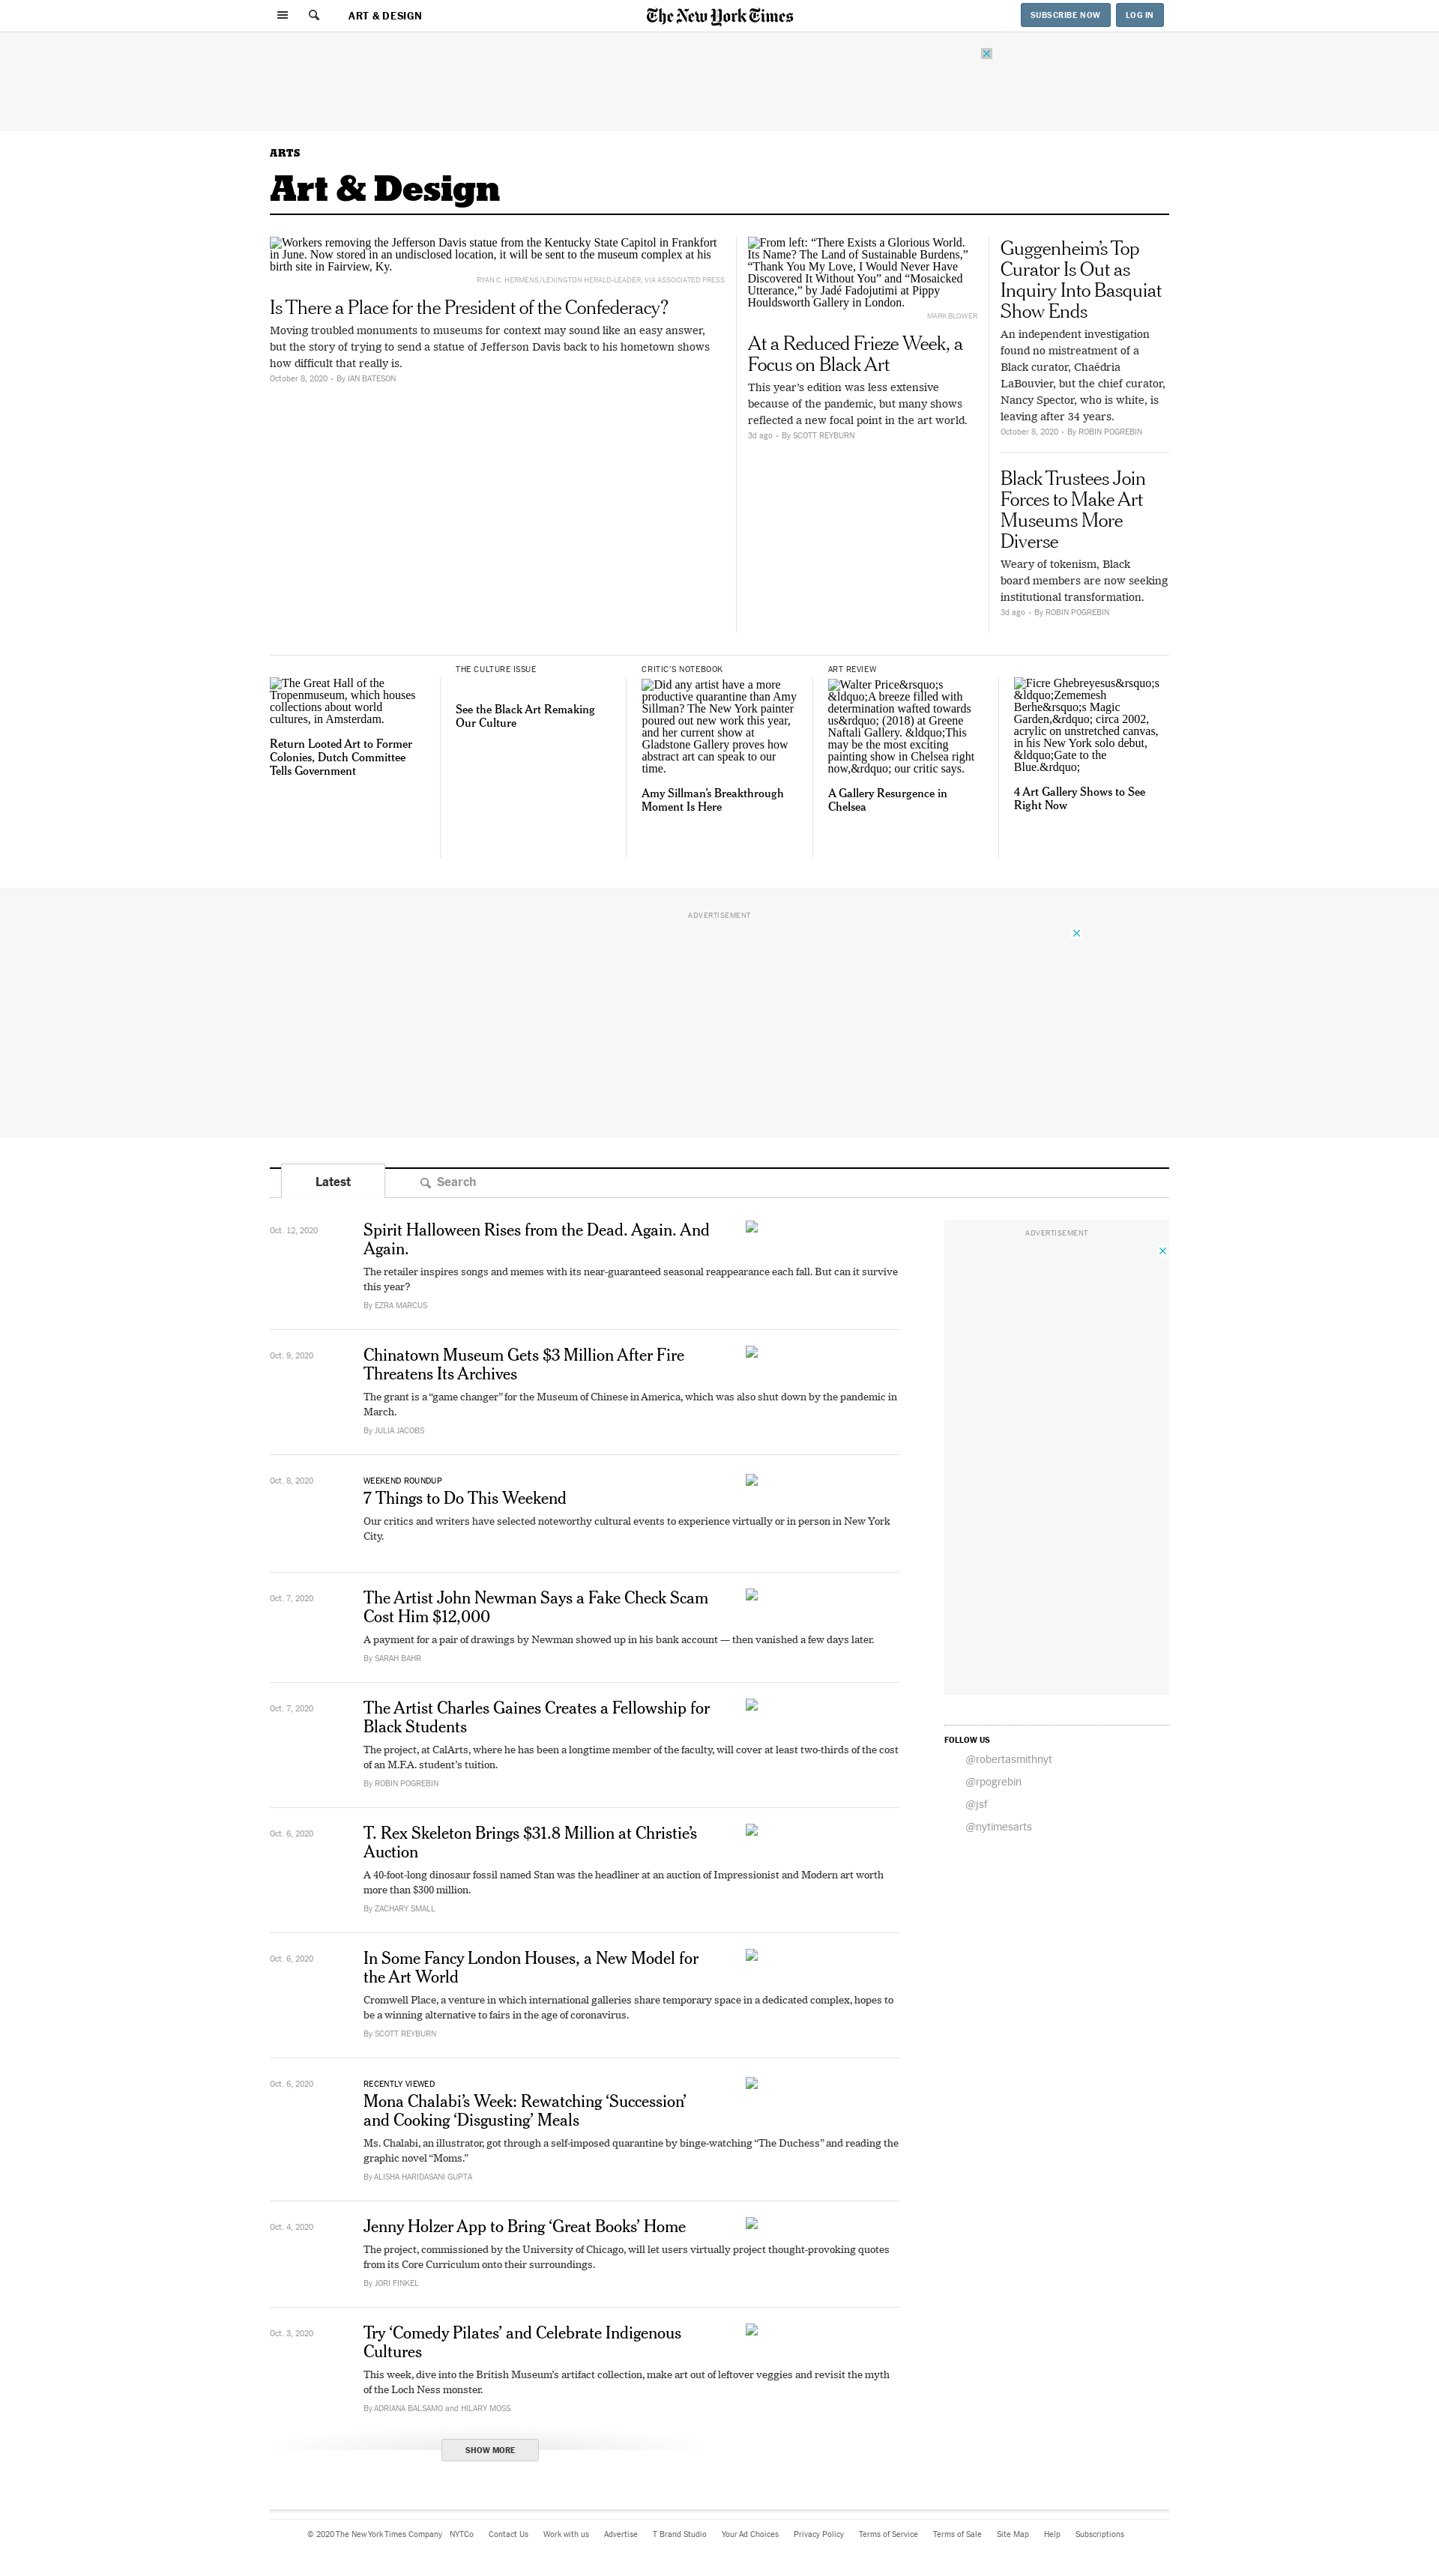 ART & DESIGN
The New York Times
SUBSCRIBE NOW
LOG IN
ARTS
Art & Design
Workers removing the Jefferson Davis statue from the Kentucky State Capitol in Frankfort
in June. Now stored in an undisclosed location, it will be sent to the museum complex at his
birth site in Fairview, Ky.
RYAN C. HERMENS/LEXINGTON HERALD-LEADER. VIA ASSOCIATED PRESS
Is There a Place for the President of the Confederacy?
Moving troubled monuments to museums for context may sound like an easy answer,
but the story of trying to send a statue of Jefferson Davis back to his hometown shows
how difficult that really is.
October 8, 2020 • By IAN BATESON
From left: “There Exists a Glorious World.
Its Name? The Land of Sustainable Burdens,”
“Thank You My Love, I Would Never Have
Discovered It Without You” and “Mosaicked
Utterance,” by Jadé Fadojutimi at Pippy
Houldsworth Gallery in London.
MARK BLOWER
At a Reduced Frieze Week, a
Focus on Black Art
This year’s edition was less extensive
because of the pandemic, but many shows
reflected a new focal point in the art world.
3d ago • By SCOTT REYBURN
Guggenheim’s Top
Curator Is Out as
Inquiry Into Basquiat
Show Ends
An independent investigation
found no mistreatment of a
Black curator, Chaédria
LaBouvier, but the chief curator,
Nancy Spector, who is white, is
leaving after 34 years.
October 8, 2020 • By ROBIN POGREBIN
Black Trustees Join
Forces to Make Art
Museums More
Diverse
Weary of tokenism, Black
board members are now seeking
institutional transformation.
3d ago • By ROBIN POGREBIN
The Great Hall of the
Tropenmuseum, which houses
collections about world
cultures, in Amsterdam.
Return Looted Art to Former
Colonies, Dutch Committee
Tells Government
THE CULTURE ISSUE
See the Black Art Remaking
Our Culture
CRITIC’S NOTEBOOK
Did any artist have a more
productive quarantine than Amy
Sillman? The New York painter
poured out new work this year,
and her current show at
Gladstone Gallery proves how
abstract art can speak to our
time.
Amy Sillman’s Breakthrough
Moment Is Here
ART REVIEW
Walter Price&rsquo;s
&ldquo;A breeze filled with
determination wafted towards
us&rdquo; (2018) at Greene
Naftali Gallery. &ldquo;This
may be the most exciting
painting show in Chelsea right
now,&rdquo; our critic says.
A Gallery Resurgence in
Chelsea
Ficre Ghebreyesus&rsquo;s
&ldquo;Zememesh
Berhe&rsquo;s Magic
Garden,&rdquo; circa 2002,
acrylic on unstretched canvas,
in his New York solo debut,
&ldquo;Gate to the
Blue.&rdquo;
4 Art Gallery Shows to See
Right Now
ADVERTISEMENT
Latest
Search
Oct. 12, 2020
Spirit Halloween Rises from the Dead. Again. And
Again.
The retailer inspires songs and memes with its near-guaranteed seasonal reappearance each fall. But can it survive
this year?
By EZRA MARCUS
Oct. 9, 2020
Chinatown Museum Gets $3 Million After Fire
Threatens Its Archives
The grant is a “game changer” for the Museum of Chinese in America, which was also shut down by the pandemic in
March.
By JULIA JACOBS
Oct. 8, 2020
WEEKEND ROUNDUP
7 Things to Do This Weekend
Our critics and writers have selected noteworthy cultural events to experience virtually or in person in New York
City.
Oct. 7, 2020
The Artist John Newman Says a Fake Check Scam
Cost Him $12,000
A payment for a pair of drawings by Newman showed up in his bank account — then vanished a few days later.
By SARAH BAHR
Oct. 7, 2020
The Artist Charles Gaines Creates a Fellowship for
Black Students
The project, at CalArts, where he has been a longtime member of the faculty, will cover at least two-thirds of the cost
of an M.F.A. student’s tuition.
By ROBIN POGREBIN
Oct. 6, 2020
T. Rex Skeleton Brings $31.8 Million at Christie’s
Auction
A 40-foot-long dinosaur fossil named Stan was the headliner at an auction of Impressionist and Modern art worth
more than $300 million.
By ZACHARY SMALL
Oct. 6, 2020
In Some Fancy London Houses, a New Model for
the Art World
Cromwell Place, a venture in which international galleries share temporary space in a dedicated complex, hopes to
be a winning alternative to fairs in the age of coronavirus.
By SCOTT REYBURN
Oct. 6, 2020
RECENTLY VIEWED
Mona Chalabi’s Week: Rewatching ‘Succession’
and Cooking ‘Disgusting’ Meals
Ms. Chalabi, an illustrator, got through a self-imposed quarantine by binge-watching “The Duchess” and reading the
graphic novel “Moms.”
By ALISHA HARIDASANI GUPTA
Oct. 4, 2020
Jenny Holzer App to Bring ‘Great Books’ Home
The project, commissioned by the University of Chicago, will let users virtually project thought-provoking quotes
from its Core Curriculum onto their surroundings.
By JORI FINKEL
Oct. 3, 2020
Try ‘Comedy Pilates’ and Celebrate Indigenous
Cultures
This week, dive into the British Museum’s artifact collection, make art out of leftover veggies and revisit the myth
of the Loch Ness monster.
By ADRIANA BALSAMO and HILARY MOSS
SHOW MORE
ADVERTISEMENT
FOLLOW US
@robertasmithnyt
@rpogrebin
@jsf
@nytimesarts
© 2020 The New York Times Company NYTCo Contact Us Work with us Advertise T Brand Studio Your Ad Choices Privacy Policy Terms of Service Terms of Sale Site Map Help Subscriptions